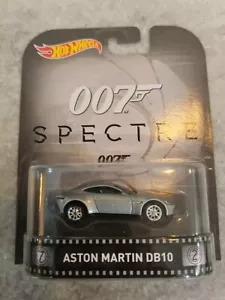 HOT WHEELS
007
SPECTRE
007
ASTON MARTIN DB10